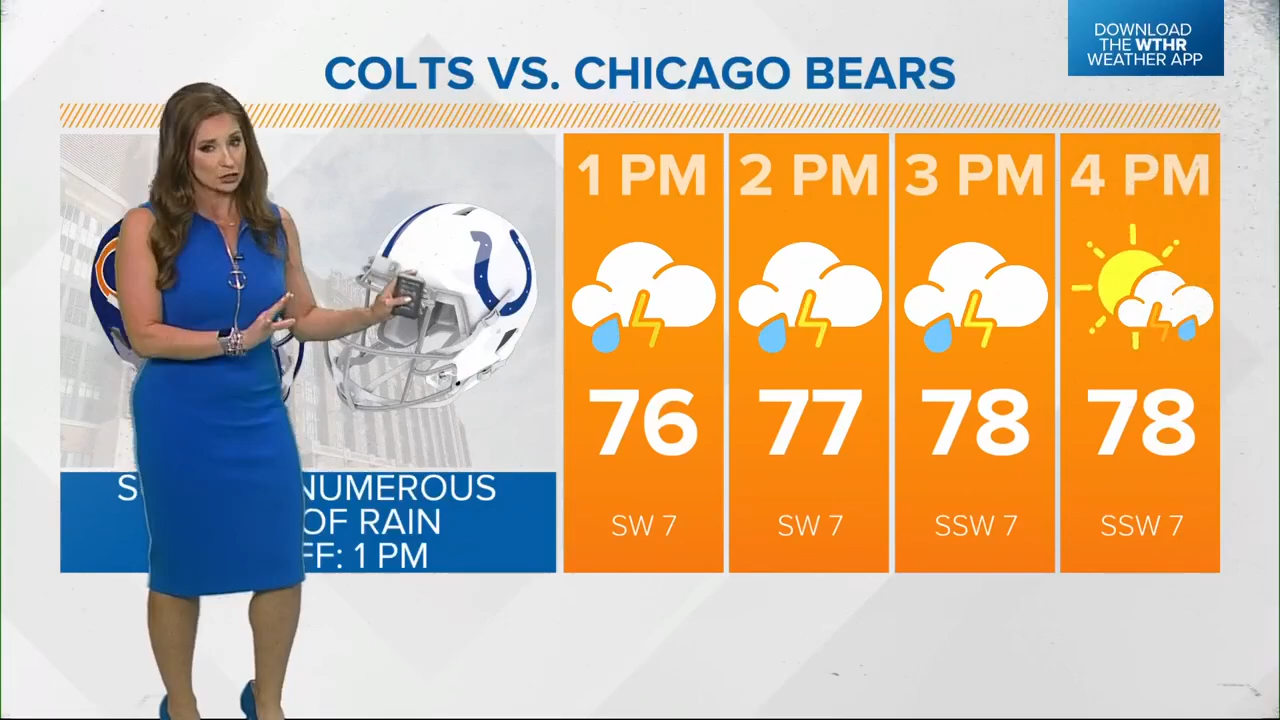 DOWNLOAD
THE WTHR
WEATHER APP
COLTS VS. CHICAGO BEARS
1 PM
2 PM
3 PM
4 PM
76
77
78
78
SW 7
SW 7
SSW 7
SSW 7
NUMEROUS
OF RAIN
1 PM